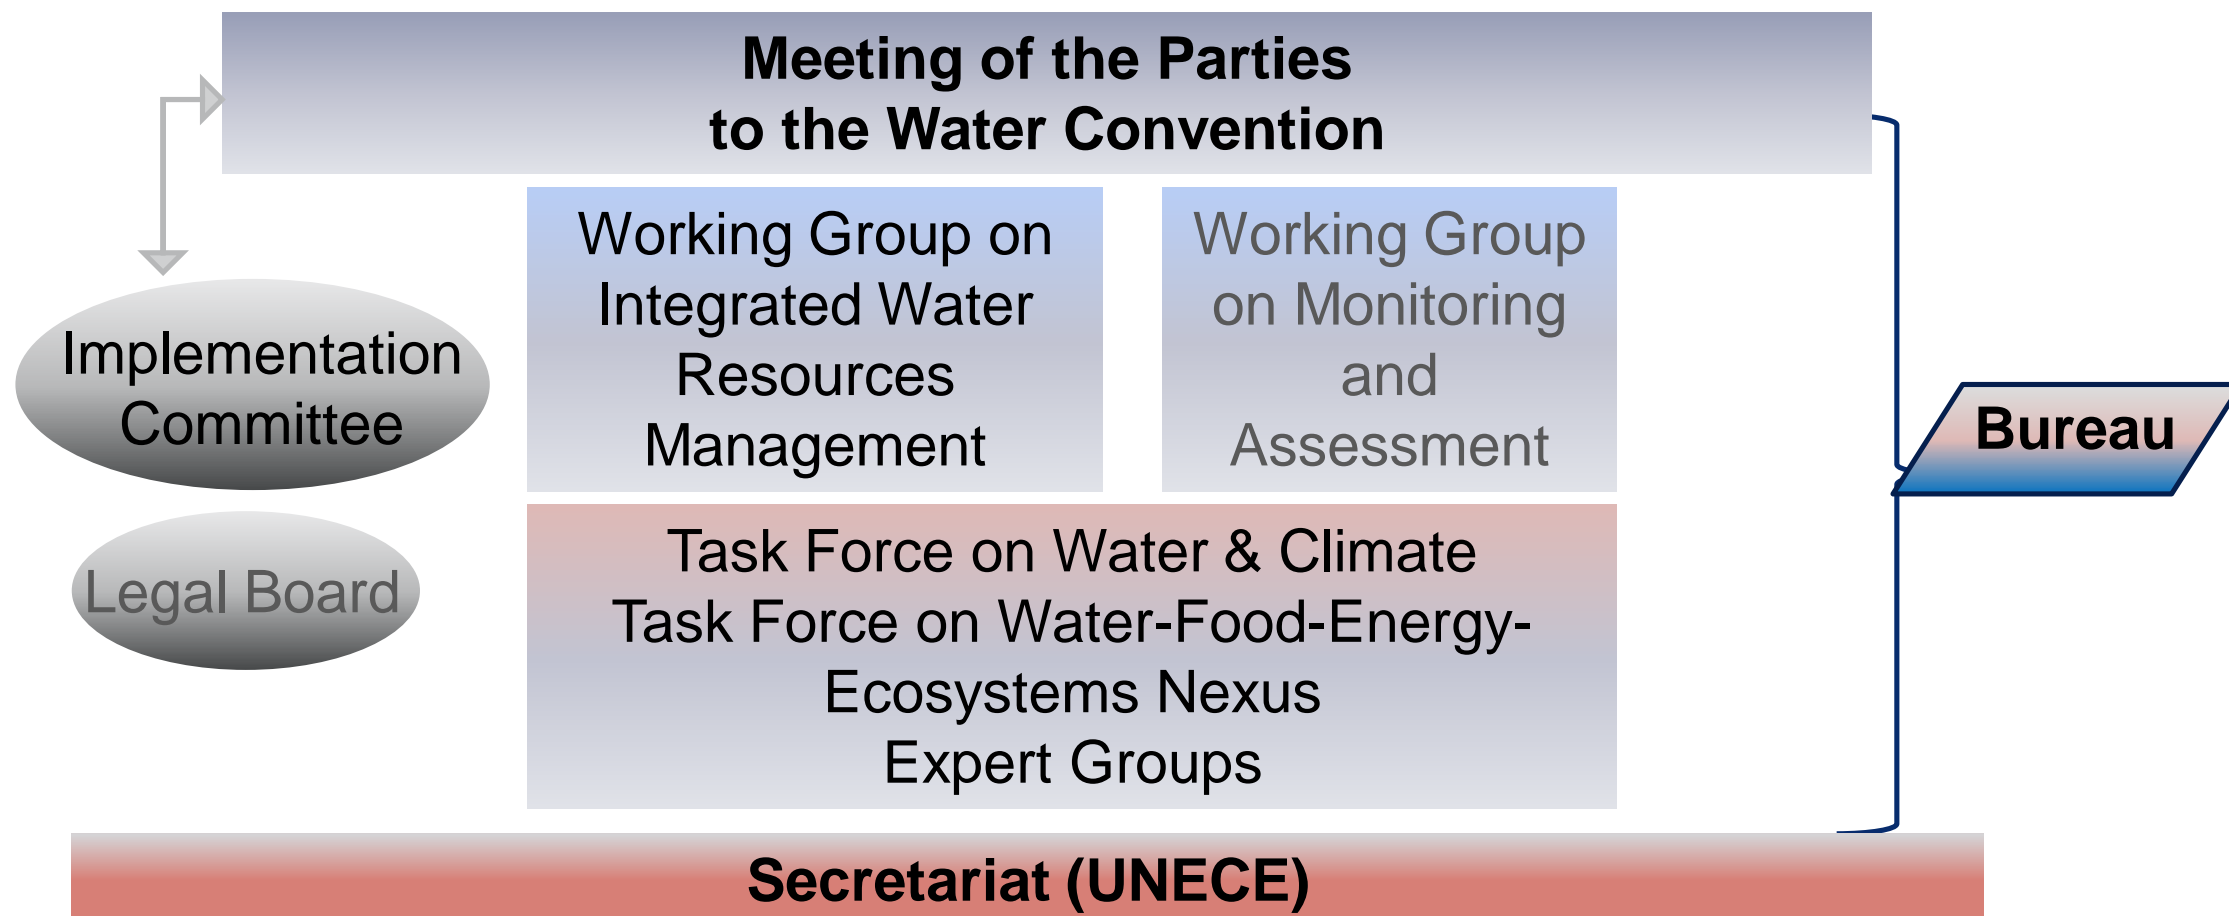 Meeting of the Parties
to the Water Convention
Working Group on
Integrated Water
Resources
Management
Working Group
on Monitoring
and
Assessment
Implementation
Committee
Bureau
Legal Board
Task Force on Water & Climate
Task Force on Water-Food-Energy-
Ecosystems Nexus
Expert Groups
Secretariat (UNECE)